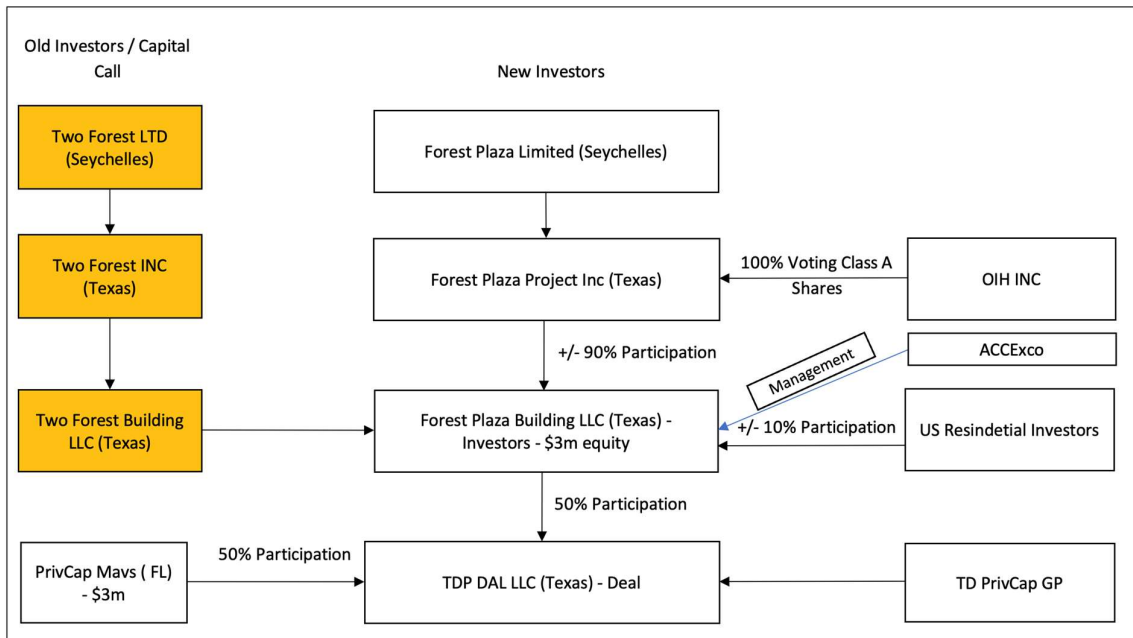 Old Investors / Capital
Call
New Investors
Two Forest LTD
(Seychelles)
Forest Plaza Limited (Seychelles)
Two Forest INC
(Texas)
Forest Plaza Project Inc (Texas)
100% Voting Class A
Shares
OIH INC
+/- 90% Participation
Management
ACCExco
Two Forest Building
LLC (Texas)
Forest Plaza Building LLC (Texas) -
Investors - $3m equity
+/- 10% Participation
US Resindetial Investors
50% Participation
PrivCap Mavs ( FL)
- $3m
50% Participation
TDP DAL LLC (Texas) - Deal
TD PrivCap GP